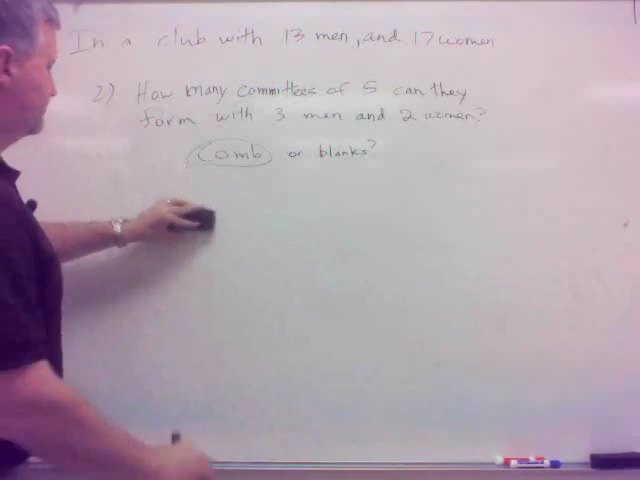 In a club with 13 men, and 17 women
2) How many committees of 5 can they
form with 3 men and 2 women?
Comb or blanks?